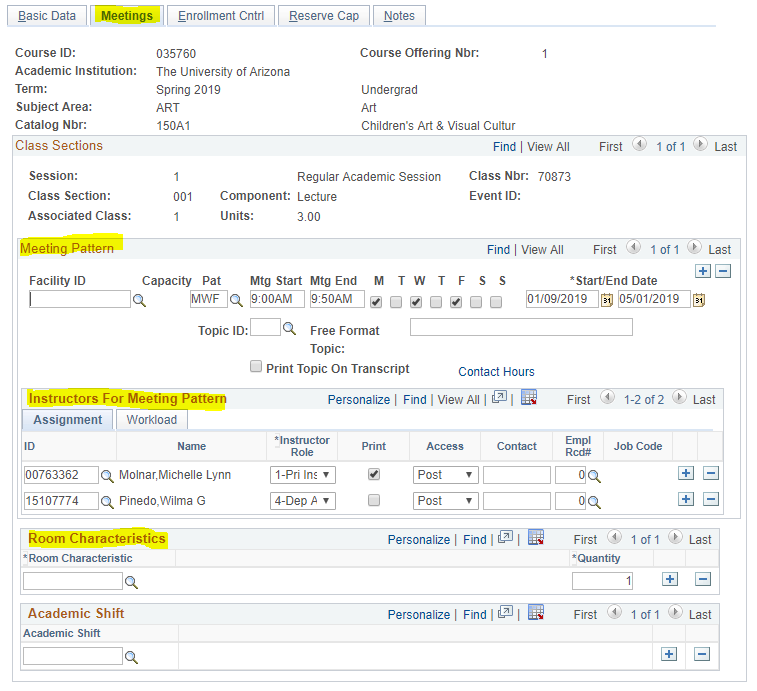 Basic Data Meetings Enrollment Cntrl Reserve Cap Notes
Course ID: 035760 Course Offering Nbr: 1
Academic Institution: The University of Arizona
Term: Spring 2019 Undergrad
Subject Area: ART Art
Catalog Nbr: 150A1 Children's Art & Visual Cultur
Class Sections Find | View All First 1 of 1 Last
Session: 1 Regular Academic Session Class Nbr: 70873
Class Section: 001 Component: Lecture Event ID:
Associated Class: 1 Units: 3.00
Meeting Pattern Find | View All First 1 of 1 Last
Facility ID Capacity Pat Mtg Start Mtg End M T W T F S S *Start/End Date
MWF 9:00AM 9:50AM 01/09/2019 31 05/01/2019 31
Topic ID: Free Format
Topic:
Print Topic On Transcript Contact Hours
Instructors For Meeting Pattern Personalize | Find | View All | | First 1-2 of 2 Last
Assignment Workload
ID Name *Instructor Role Print Access Contact Empl Rcd# Job Code
00763362 Molnar,Michelle Lynn 1-Pri Ins Post 0
15107774 Pinedo,Wilma G 4-Dep A Post 0
Room Characteristics Personalize | Find | | First 1 of 1 Last
*Room Characteristic *Quantity
1
Academic Shift Personalize | Find | | First 1 of 1 Last
Academic Shift